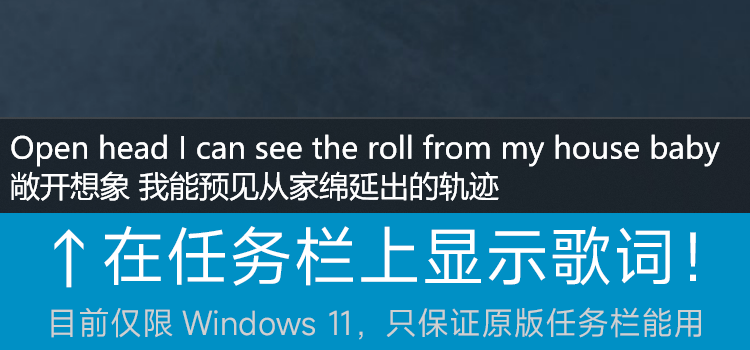 Open head I can see the roll from my house baby
敞开想象 我能预见从家绵延出的轨迹
↑在任务栏上显示歌词！
目前仅限 Windows 11，只保证原版任务栏能用